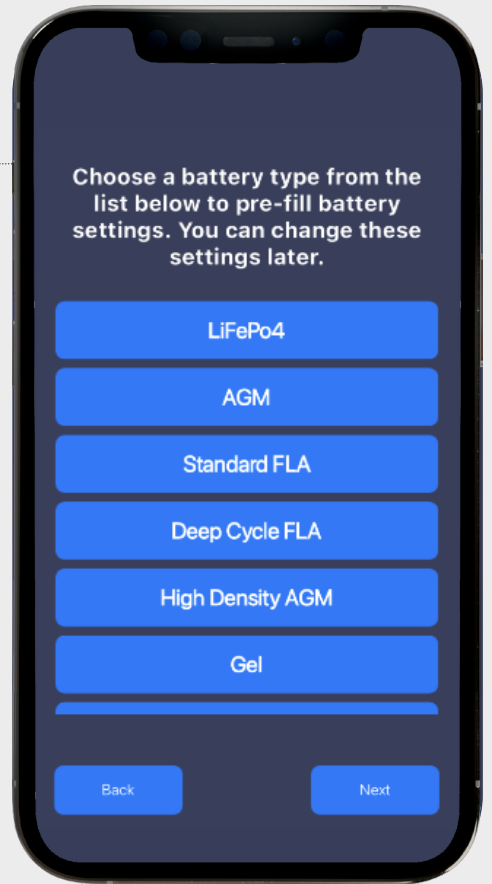 Choose a battery type from the
list below to pre-fill battery
settings. You can change these
settings later.
LiFePo4
AGM
Standard FLA
Deep Cycle FLA
High Density AGM
Gel
Back
Next